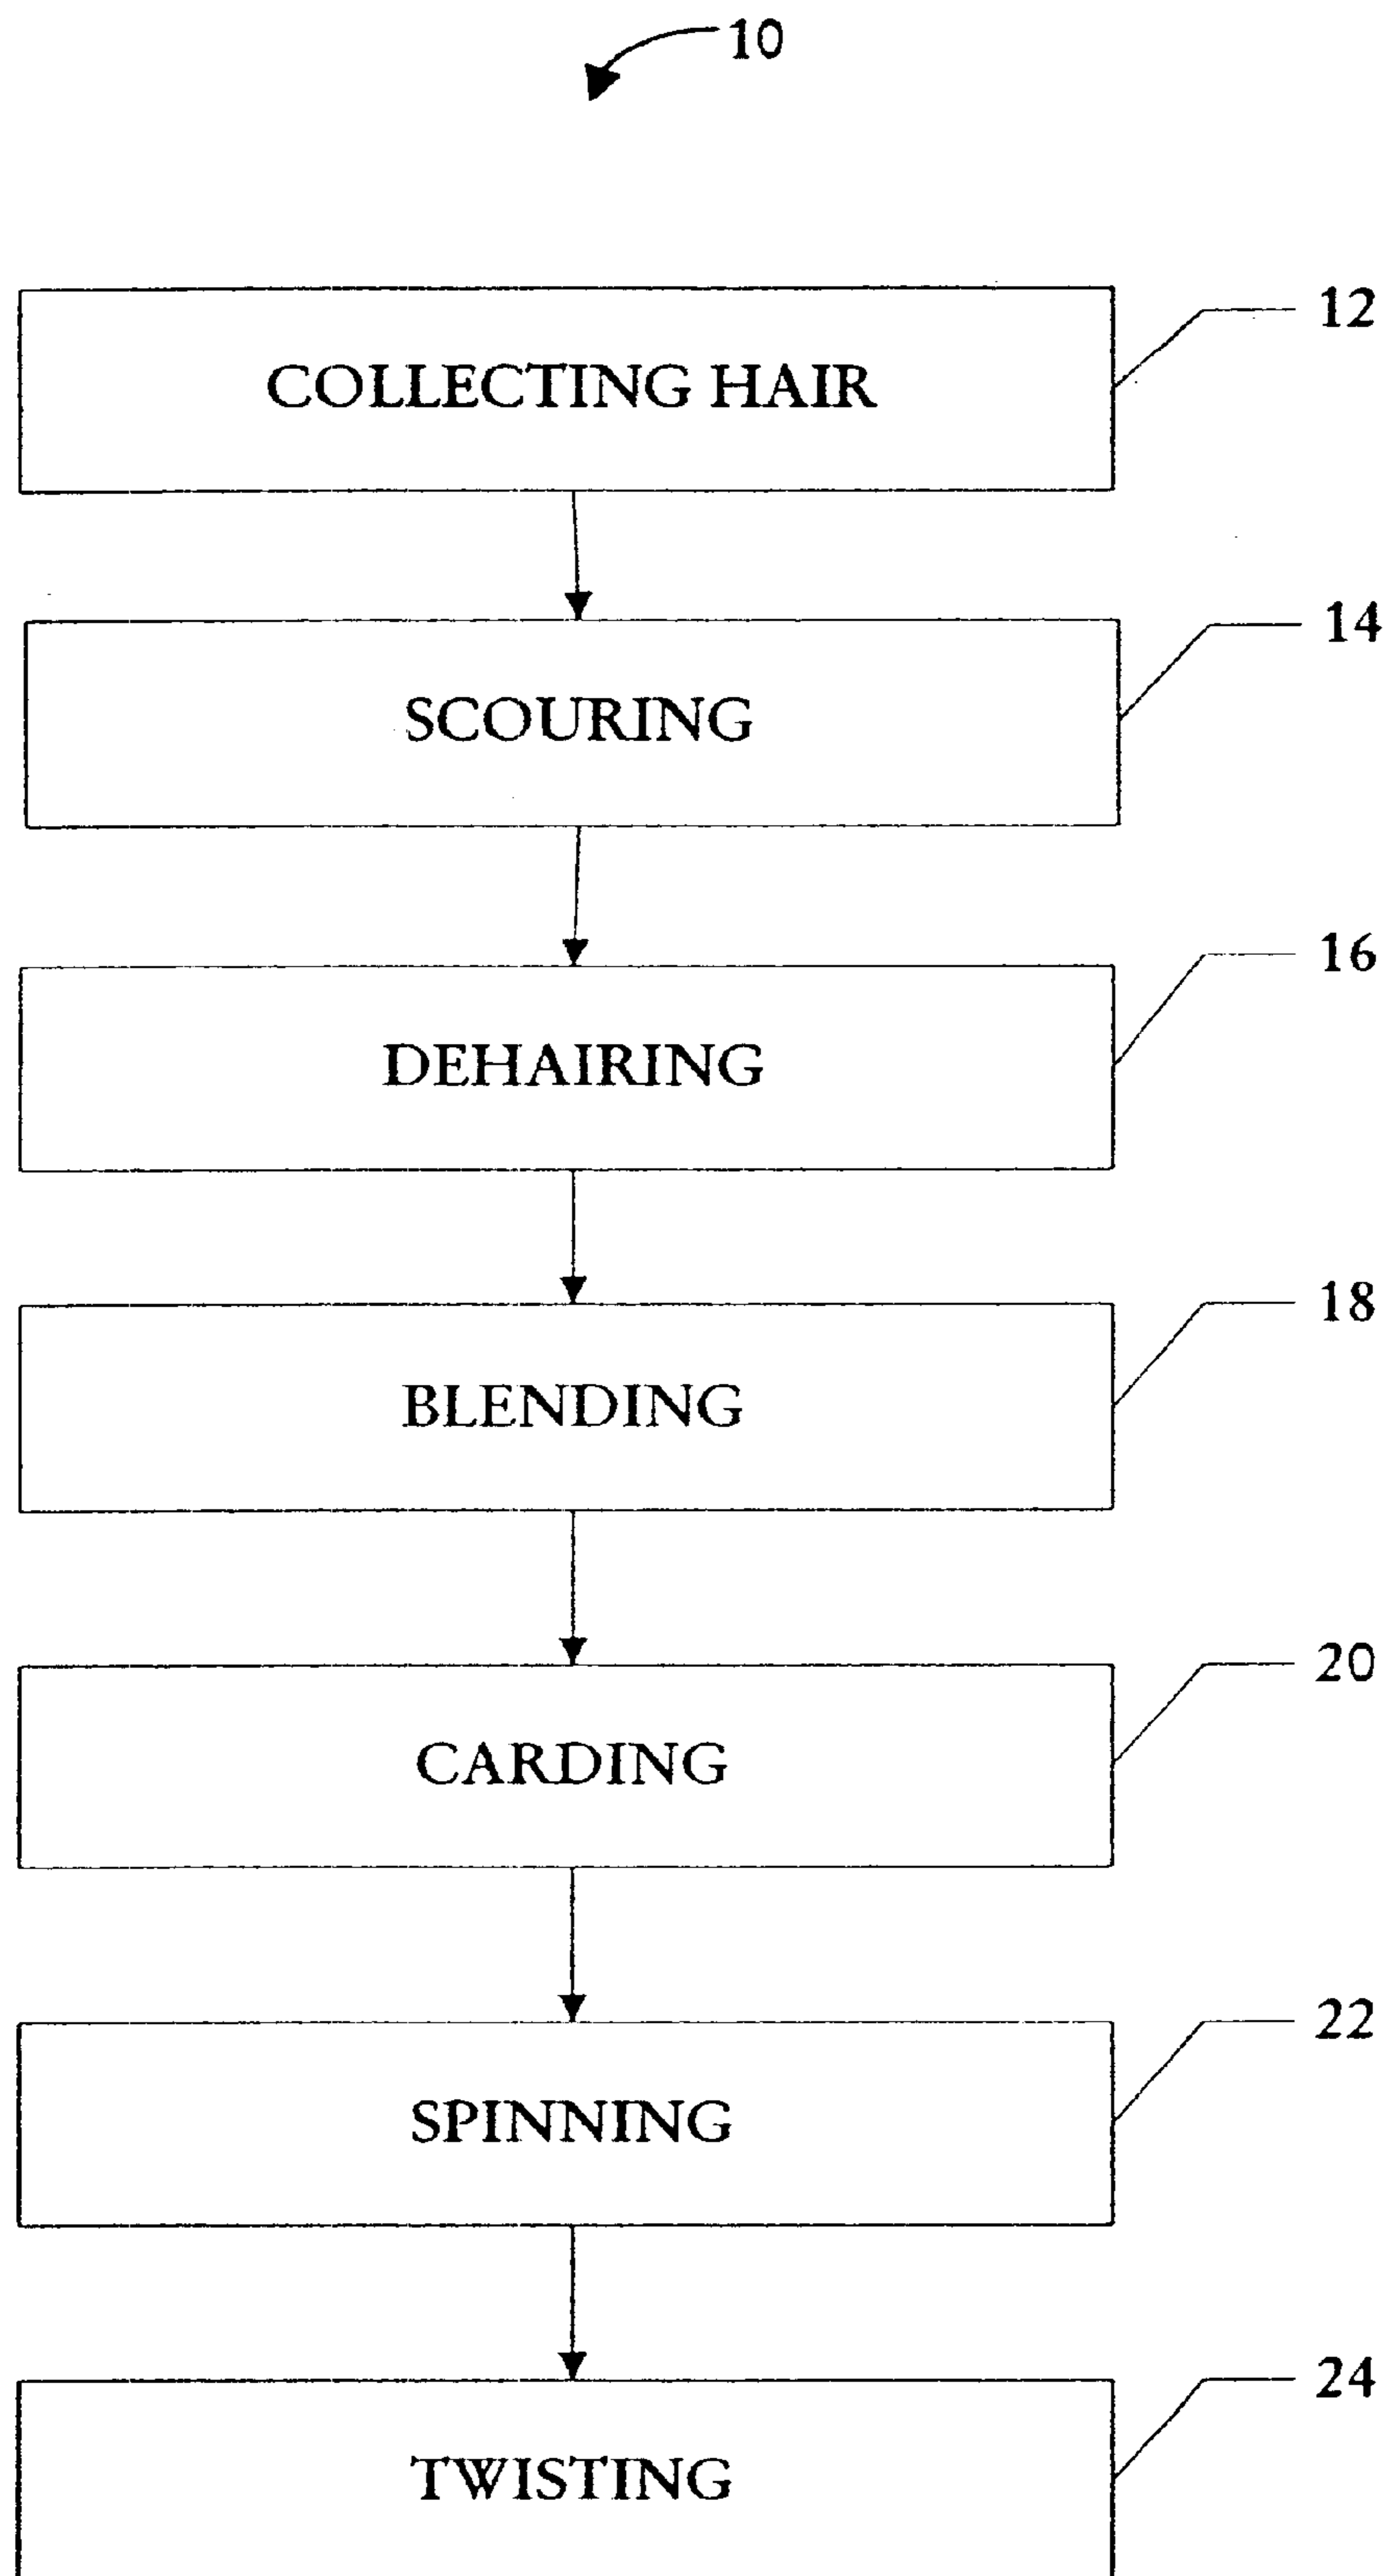 10
COLLECTING HAIR
12
SCOURING
14
DEHAIRING
16
BLENDING
18
CARDING
20
SPINNING
22
TWISTING
24